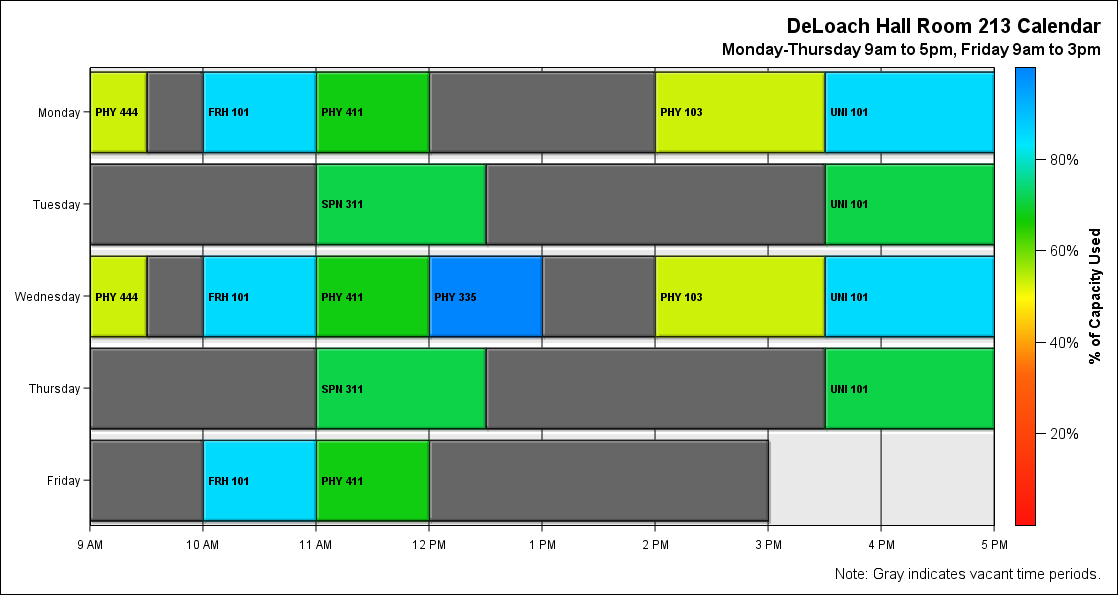 DeLoach Hall Room 213 Calendar
Monday-Thursday 9am to 5pm, Friday 9am to 3pm
Monday
PHY 444
FRH 101
PHY 411
PHY 103
UNI 101
80%
Tuesday
SPN 311
UNI 101
60%
% of Capacity Used
Wednesday
PHY 444
FRH 101
PHY 411
PHY 335
PHY 103
UNI 101
40%
Thursday
SPN 311
UNI 101
20%
Friday
FRH 101
PHY 411
9 AM 10 AM 11 AM 12 PM 1 PM 2 PM 3 PM 4 PM 5 PM
Note: Gray indicates vacant time periods.